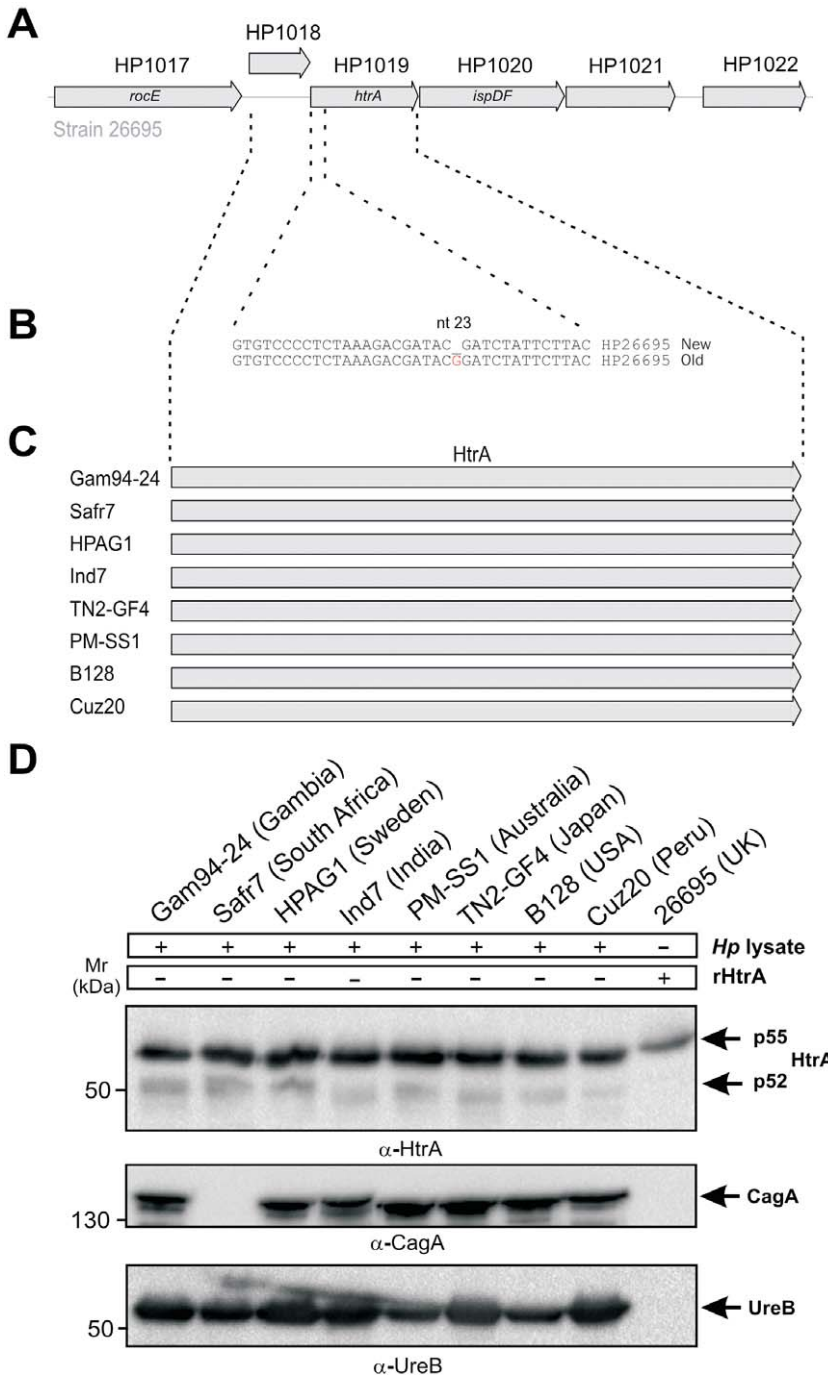 A
HP1018
HP1017 HP1019 HP1020 HP1021 HP1022
rocE htrA ispDF
Strain 26695
B
nt 23
GTGTCCCCTCTAAAGACGATAC GATCTATTCTTAC HP26695 New
GTGTCCCCTCTAAAGACGATACGGATCTATTCTTAC HP26695 Old
C
HtrA
Gam94-24
Safr7
HPAG1
Ind7
TN2-GF4
PM-SS1
B128
Cuz20
D
Gam94-24 (Gambia)
Safr7 (South Africa)
HPAG1 (Sweden)
Ind7 (India)
PM-SS1 (Australia)
TN2-GF4 (Japan)
B128 (USA)
Cuz20 (Peru)
26695 (UK)
+ + + + + + + + – Hp lysate
Mr (kDa)
– – – – – – – – + rHtrA
p55
HtrA
50 p52
α-HtrA
CagA
130
α-CagA
UreB
50
α-UreB